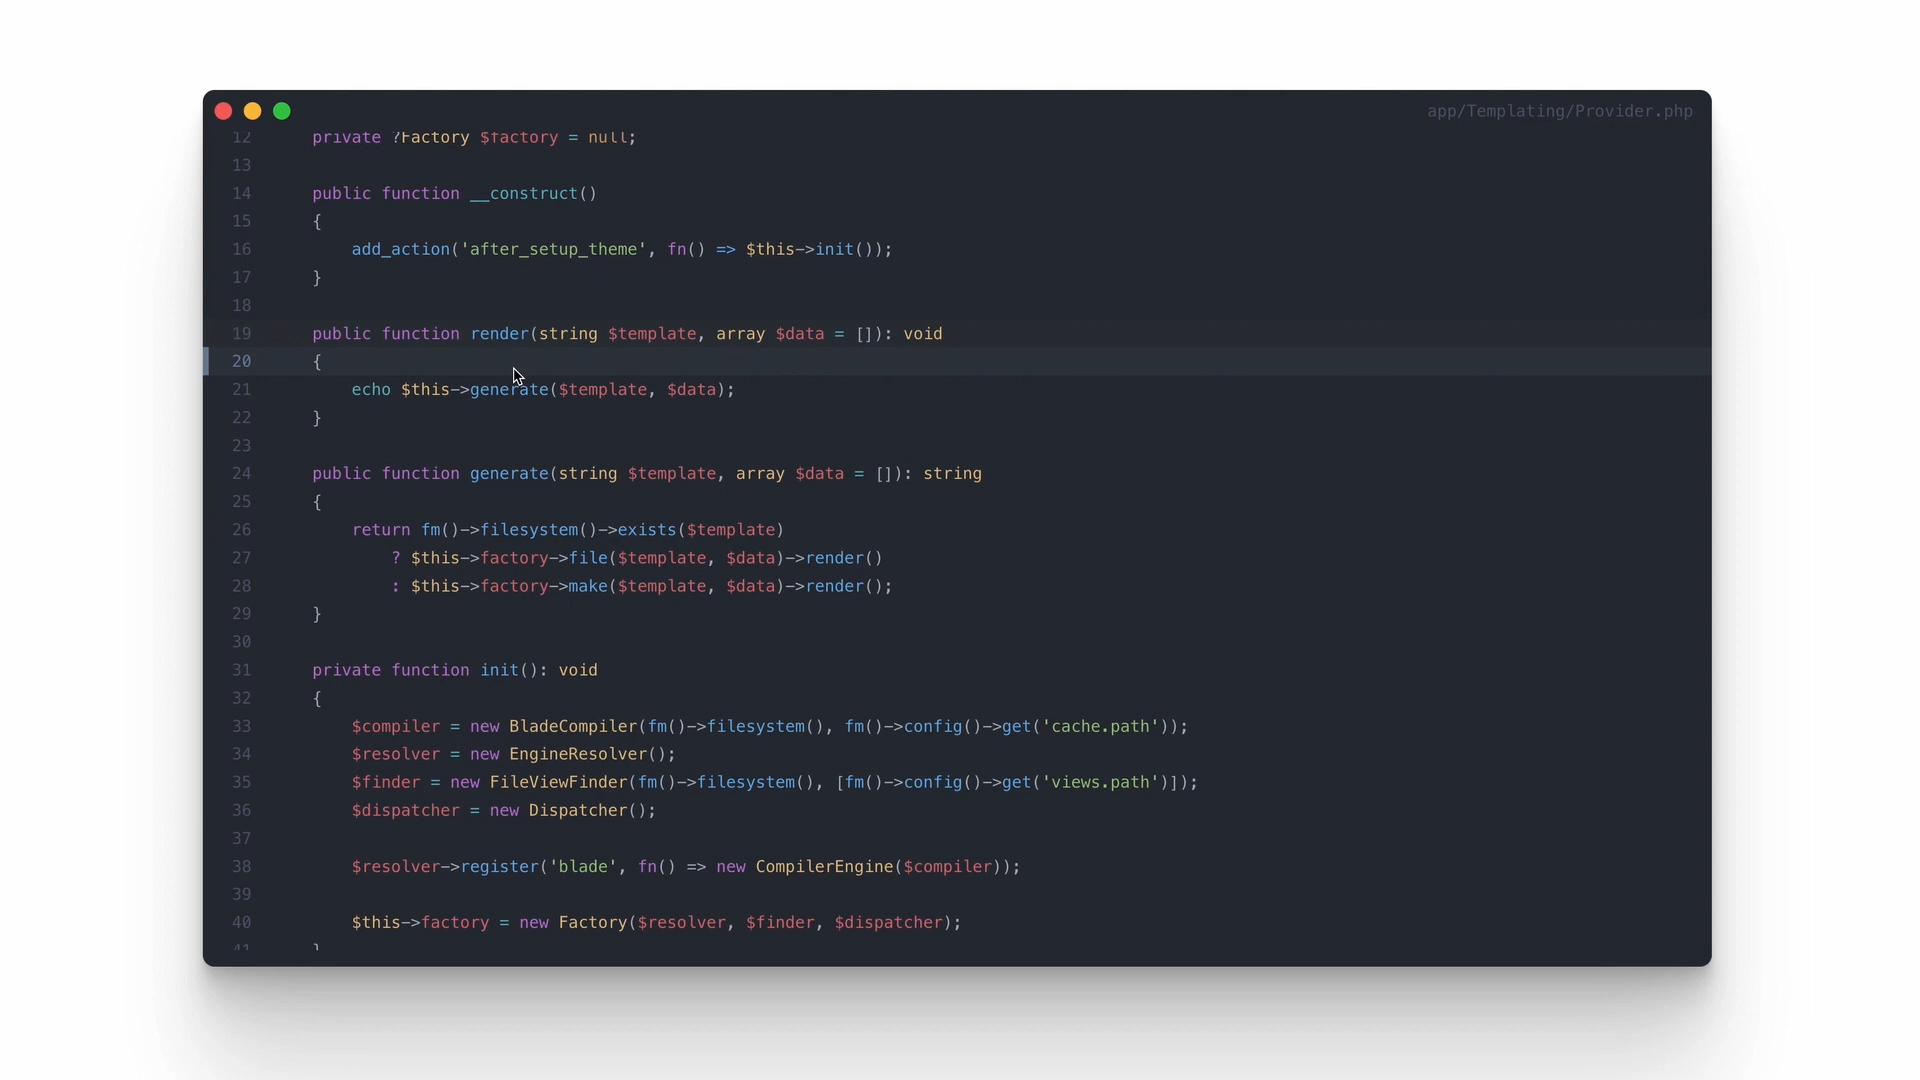 app/Templating/Provider.php
12 private ?Factory $factory = null;
13
14 public function __construct()
15 {
16 add_action('after_setup_theme', fn() => $this->init());
17 }
18
19 public function render(string $template, array $data = []): void
20 {
21 echo $this->generate($template, $data);
22 }
23
24 public function generate(string $template, array $data = []): string
25 {
26 return fm()->filesystem()->exists($template)
27 ? $this->factory->file($template, $data)->render()
28 : $this->factory->make($template, $data)->render();
29 }
30
31 private function init(): void
32 {
33 $compiler = new BladeCompiler(fm()->filesystem(), fm()->config()->get('cache.path'));
34 $resolver = new EngineResolver();
35 $finder = new FileViewFinder(fm()->filesystem(), [fm()->config()->get('views.path')]);
36 $dispatcher = new Dispatcher();
37
38 $resolver->register('blade', fn() => new CompilerEngine($compiler));
39
40 $this->factory = new Factory($resolver, $finder, $dispatcher);
41 }